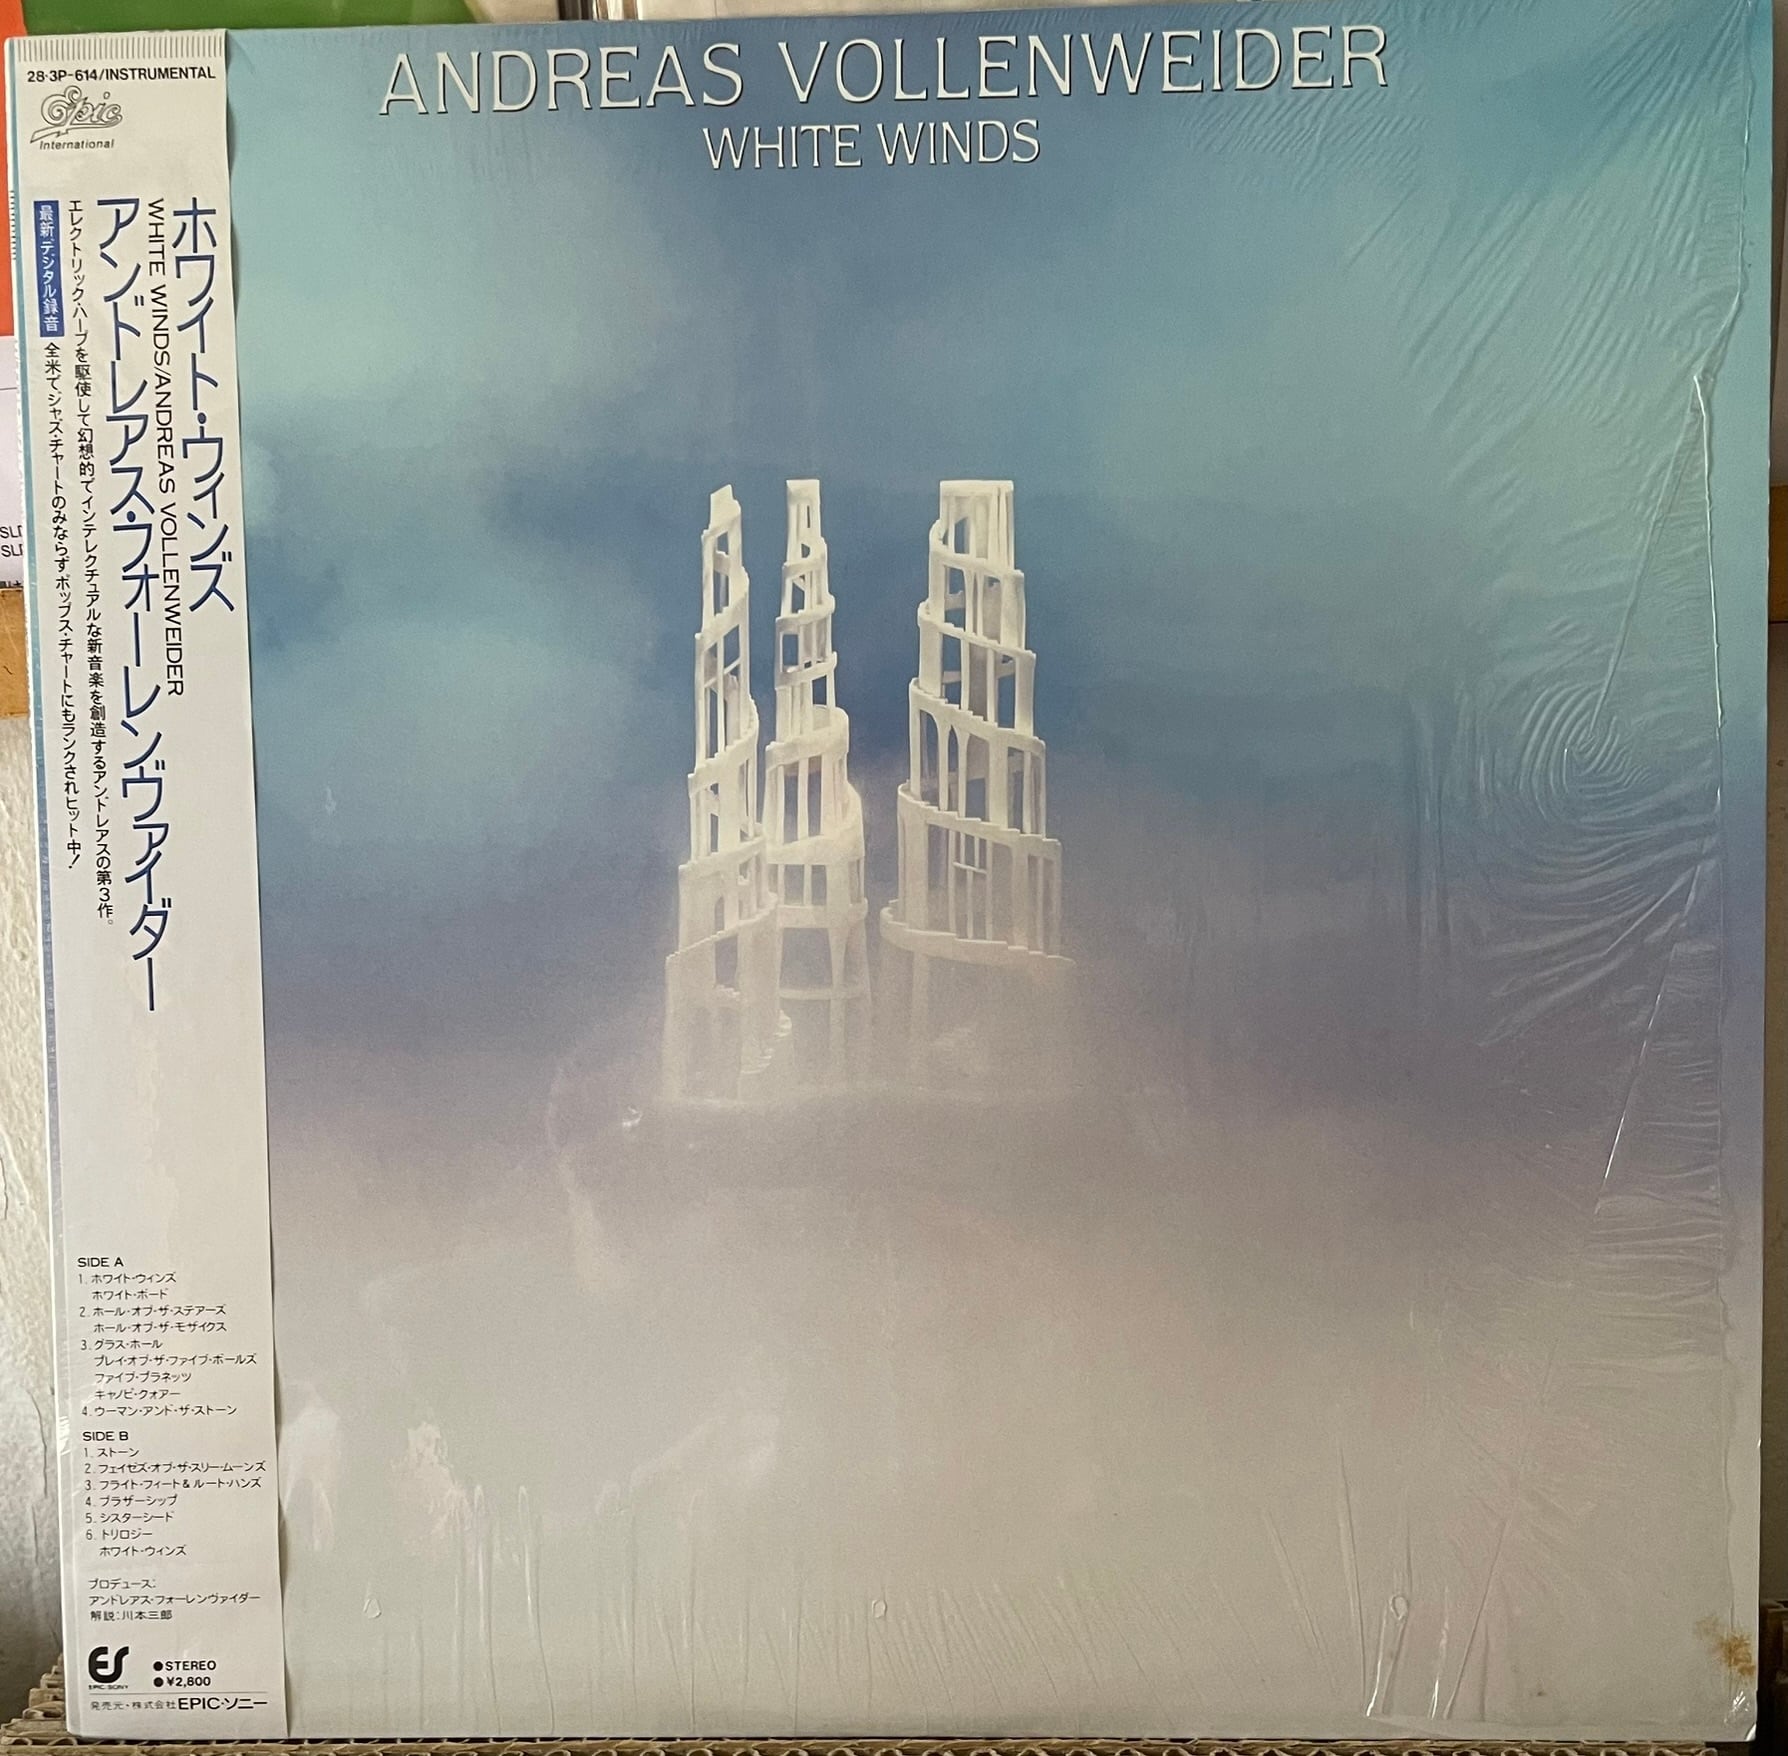 ANDREAS VOLLENWEIDER
WHITE WINDS
28・3P-614/INSTRUMENTAL
Epic
International
ホワイト・ウィンズ
WHITE WINDS/ANDREAS VOLLENWEIDER
アンドレアス・フォーレンヴァイダー
エレクトリック・ハープを駆使して幻想的でインテレクチュアルな新音楽を創造するアンドレアスの第3作。
最新デジタル録音 全米でジャズ・チャートのみならずポップス・チャートにもランクされヒット中!
SIDE A
1. ホワイト・ウィンズ
ホワイト・ボード
2. ホール・オブ・ザ・ステアーズ
ホール・オブ・ザ・モザイクス
3. グラス・ホール
プレイ・オブ・ザ・ファイブ・ボールズ
ファイブ・プラネッツ
キャノピ・クォアー
4. ウーマン・アンド・ザ・ストーン
SIDE B
1. ストーン
2. フェイゼズ・オブ・ザ・スリー・ムーンズ
3. フライト・フィート&ルート・ハンズ
4. ブラザーシップ
5. シスターシード
6. トリロジー
ホワイト・ウィンズ
プロデュース:
アンドレアス・フォーレンヴァイダー
解説:川本三郎
ES
EPIC/SONY
●STEREO
●¥2,800
発売元・株式会社EPIC・ソニー